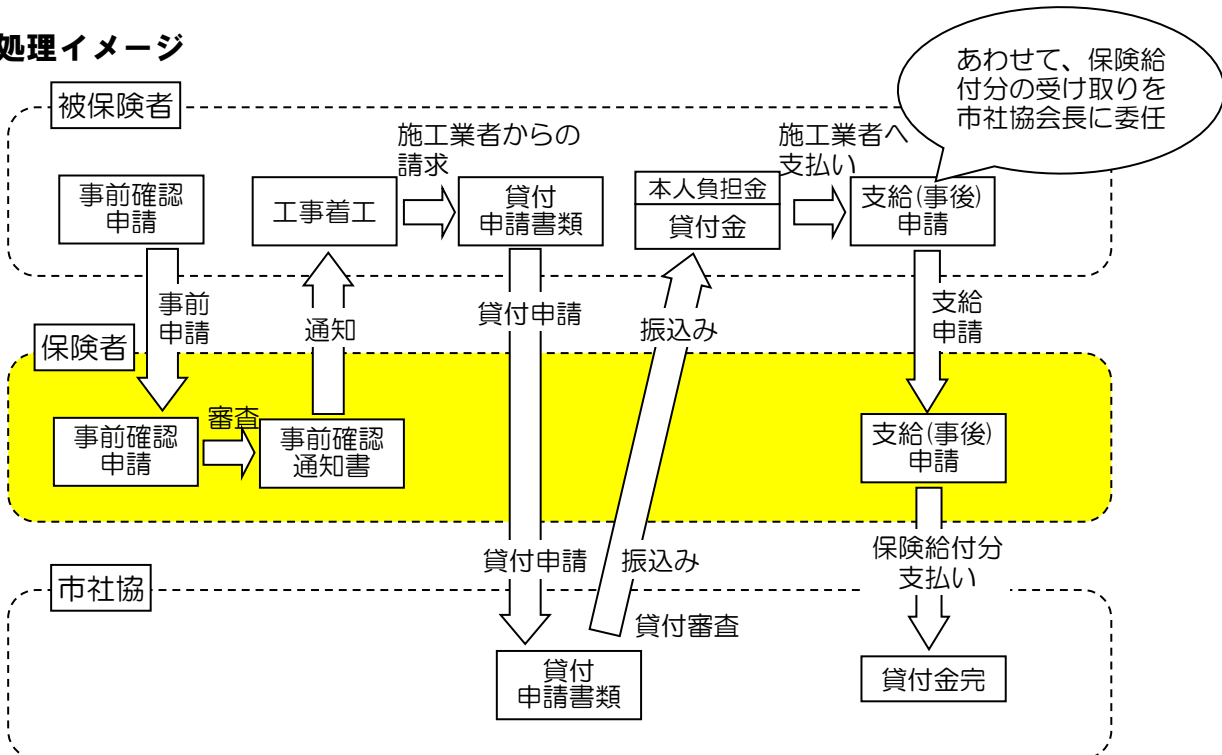 処理イメージ
あわせて、保険給
付分の受け取りを
市社協会長に委任
被保険者
施工業者からの
請求
施工業者へ
支払い
事前確認
申請
工事着工
貸付
申請書類
本人負担金
貸付金
支給(事後)
申請
事前
申請
通知
貸付申請
振込み
支給
申請
保険者
審査
事前確認
申請
事前確認
通知書
支給(事後)
申請
貸付申請
振込み
保険給付分
支払い
市社協
貸付審査
貸付
申請書類
貸付金完